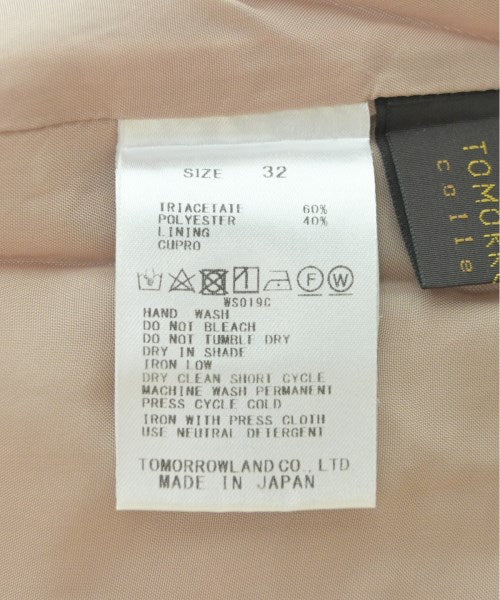 SIZE 32
TRIACETATE 60%
POLYESTER 40%
LINING
CUPRO
F W
WS019C
HAND WASH
DO NOT BLEACH
DO NOT TUMBLE DRY
DRY IN SHADE
IRON LOW
DRY CLEAN SHORT CYCLE
MACHINE WASH PERMANENT
PRESS CYCLE COLD
IRON WITH PRESS CLOTH
USE NEUTRAL DETERGENT
TOMORROWLAND CO., LTD.
MADE IN JAPAN
TOMORR
colle